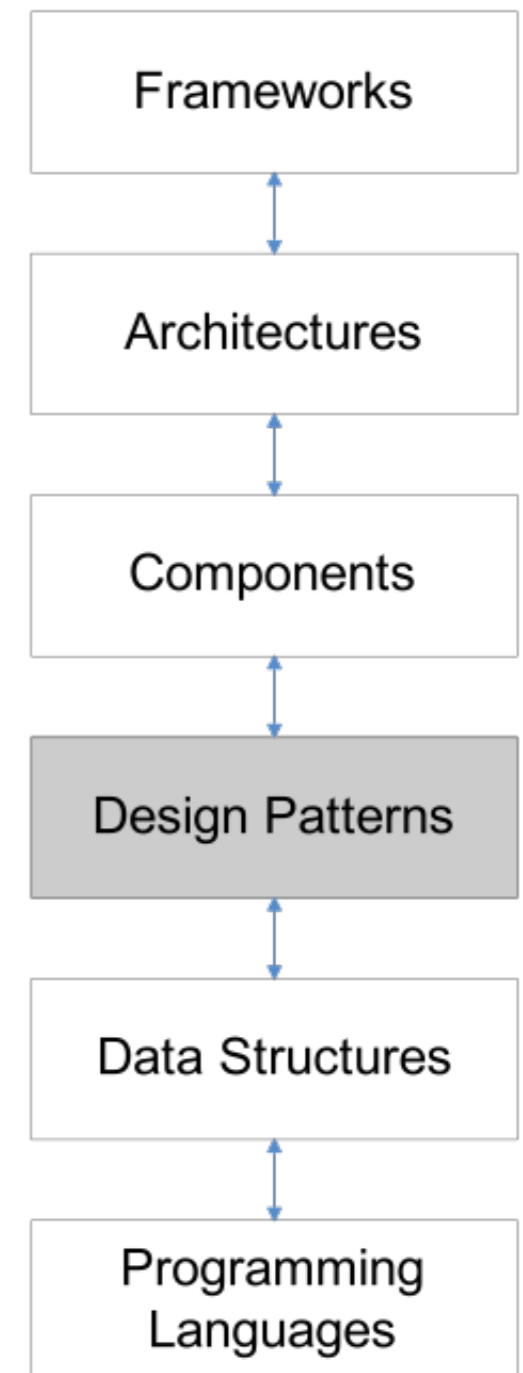 Frameworks
Architectures
Components
Design Patterns
Data Structures
Programming
Languages